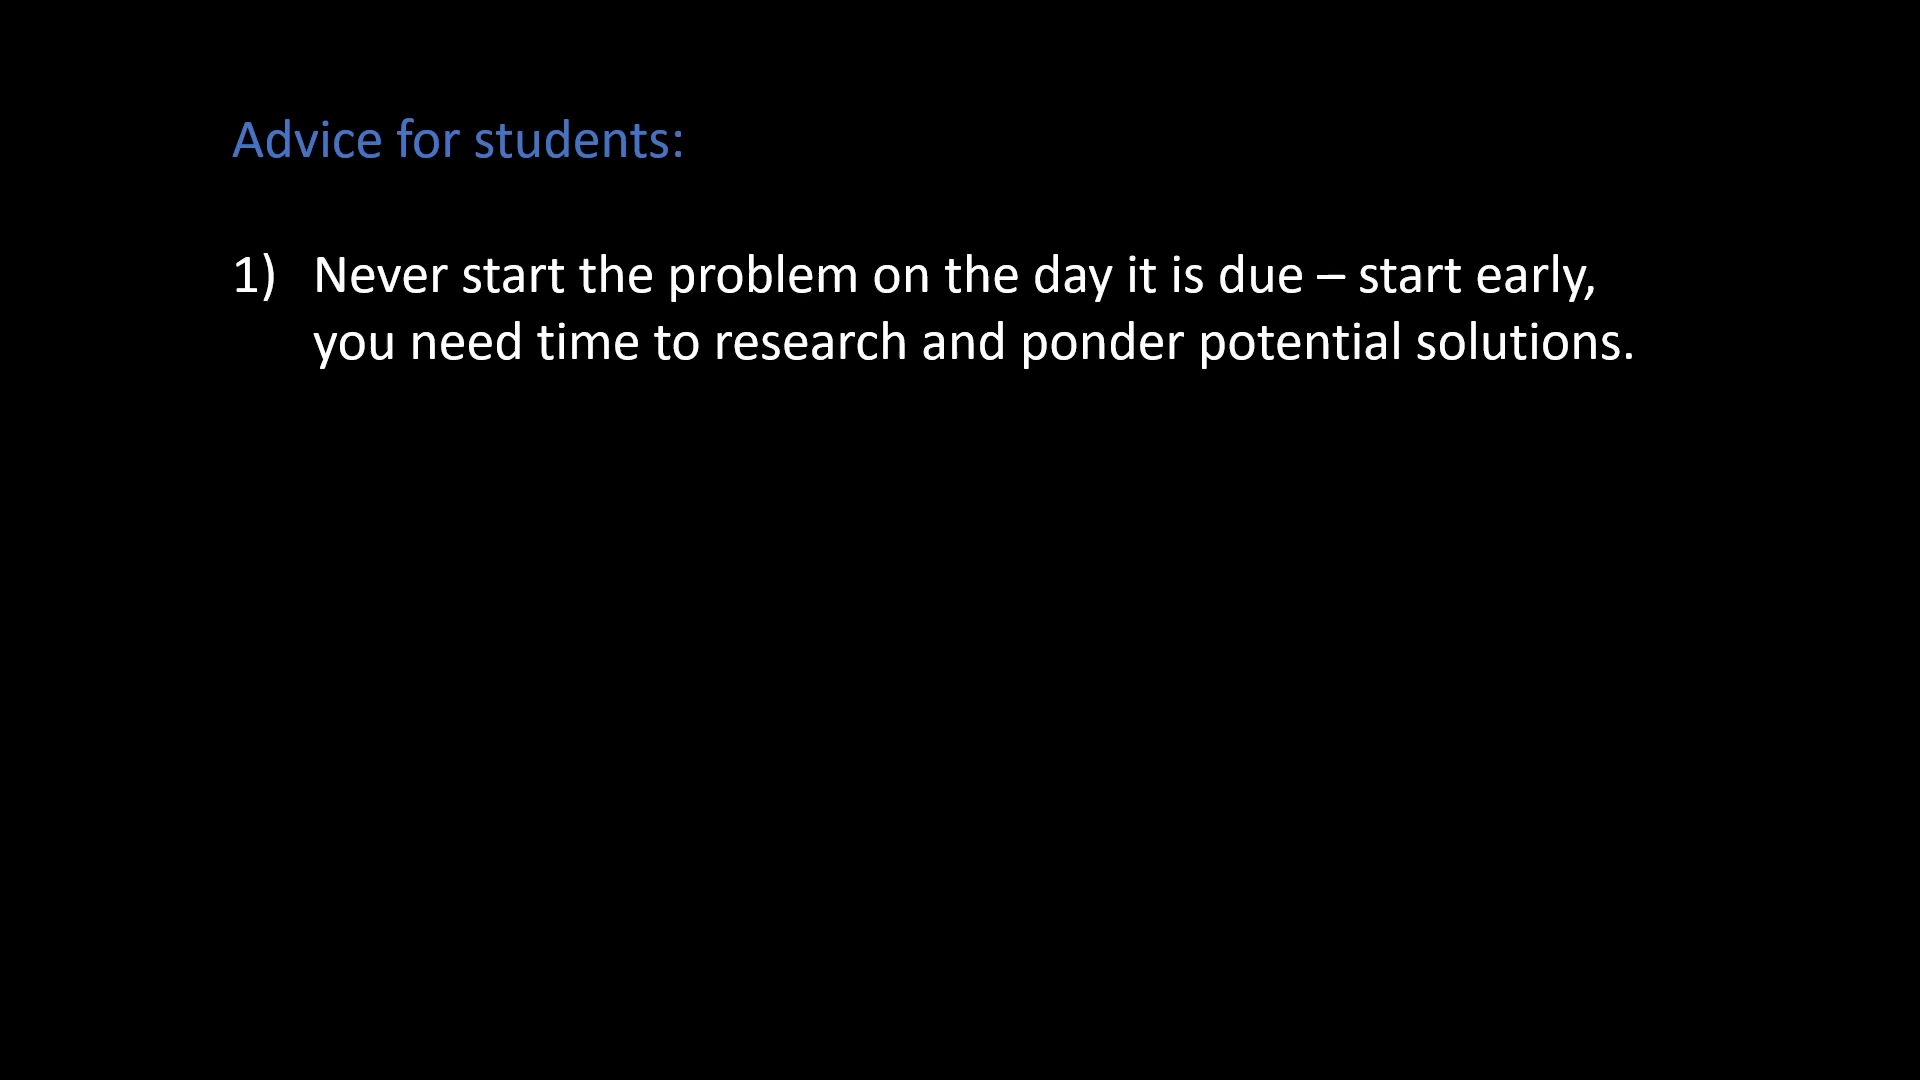 Advice for students:
1) Never start the problem on the day it is due – start early,
you need time to research and ponder potential solutions.